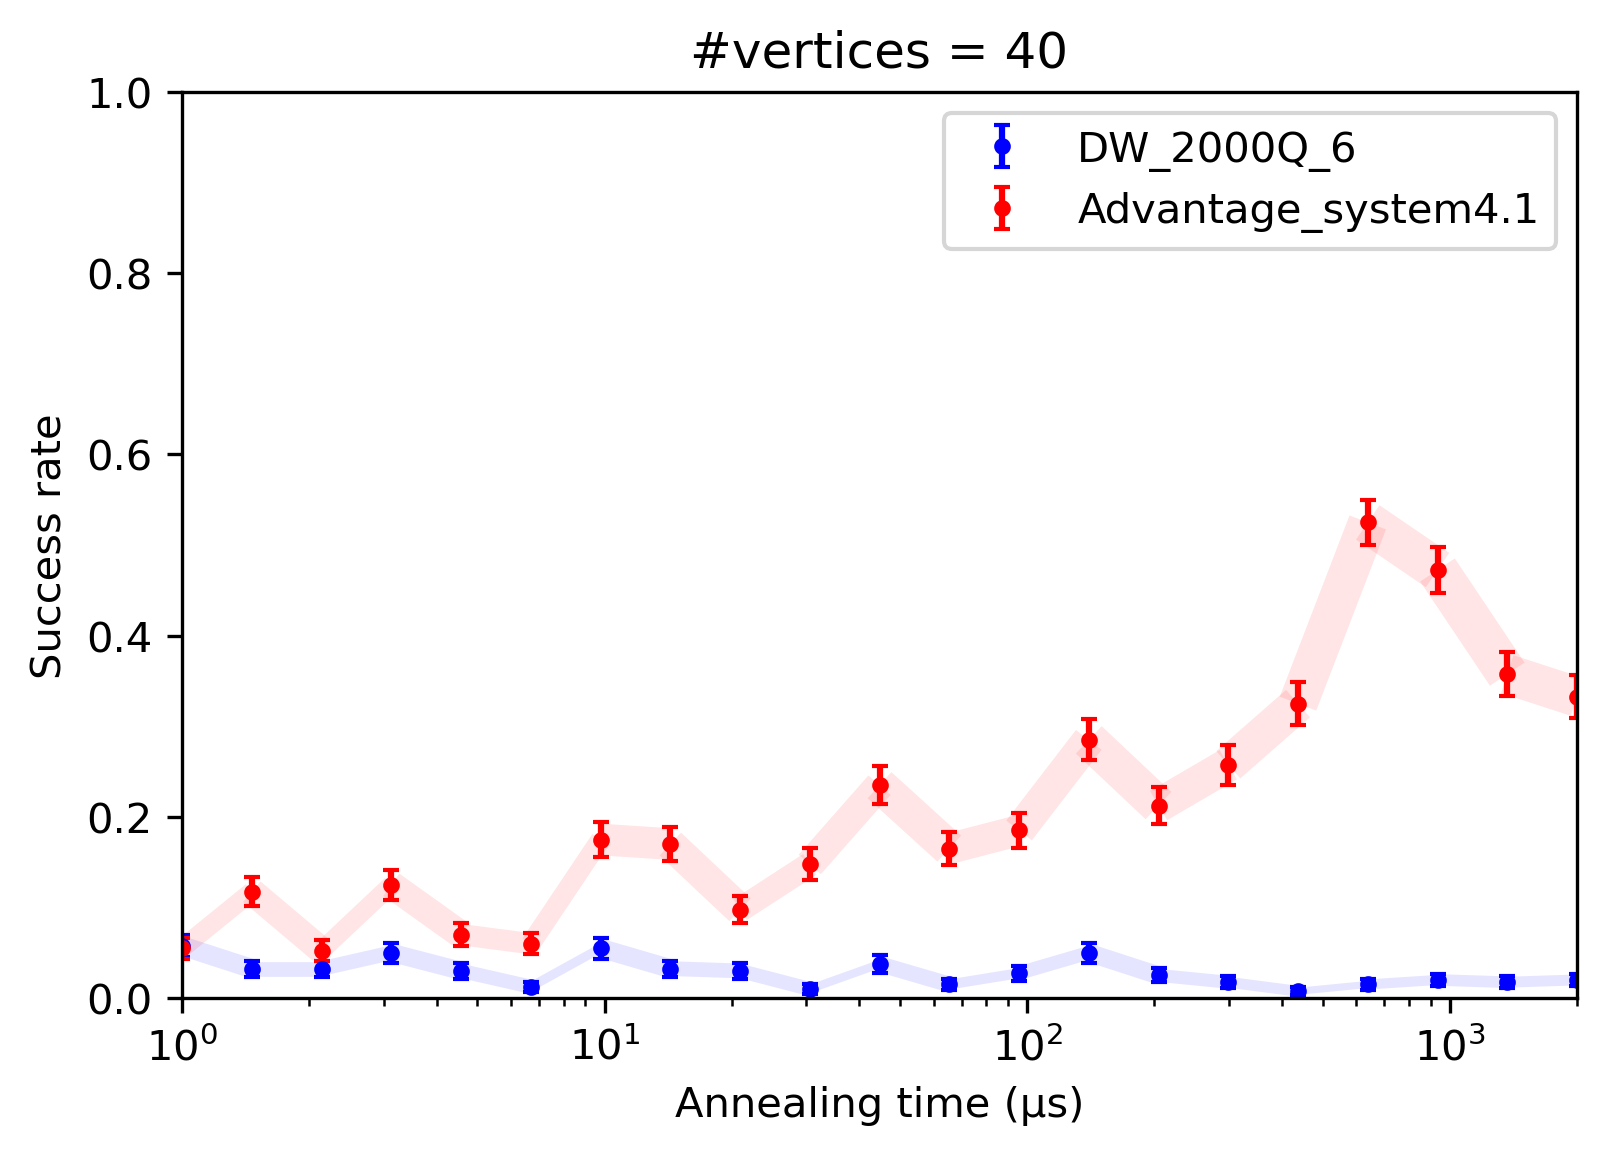 #vertices = 40
1.0
0.8
0.6
0.4
0.2
0.0
Success rate
DW_2000Q_6
Advantage_system4.1
10⁰ 10¹ 10² 10³
Annealing time (µs)